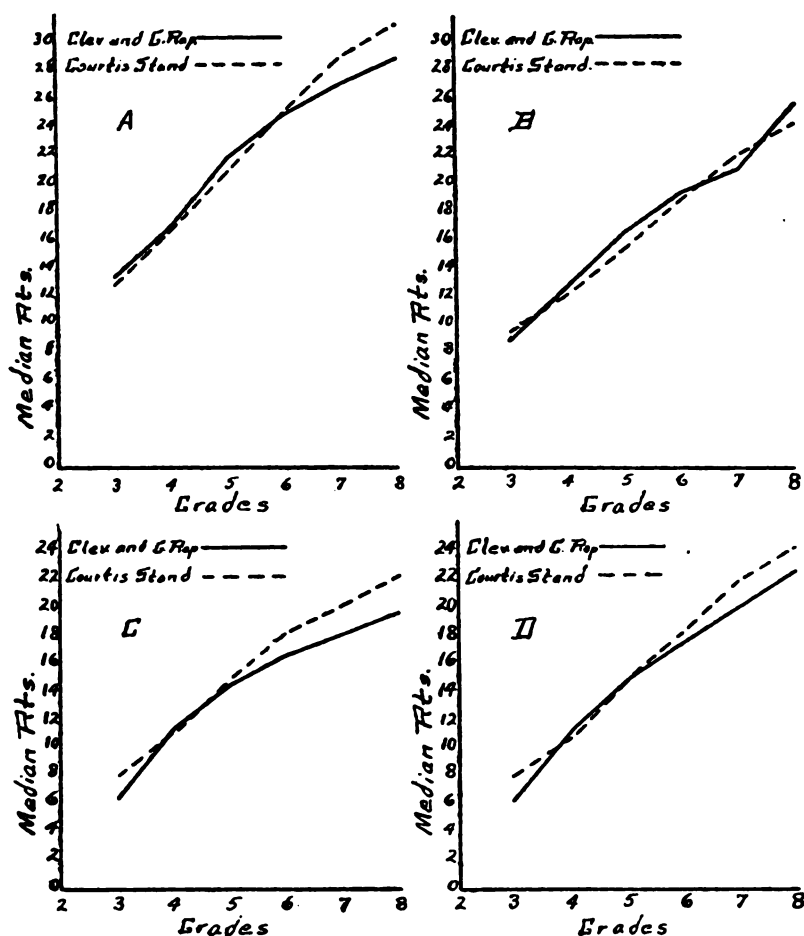 30 Clev and G. Rap.
28 Courtis Stand
26
24
22
20
18
16
14
12
10
8
6
4
2
0
A
Median Rts.
2 3 4 5 6 7 8
Grades
30 Clev and G. Rap.
28 Courtis Stand.
26
24
22
20
18
16
14
12
10
8
6
4
2
0
B
Median Rts.
2 3 4 5 6 7 8
Grades
24 Clev and G. Rap
22 Courtis Stand
20
18
16
14
12
10
8
6
4
2
0
C
Median Rts.
2 3 4 5 6 7 8
Grades
24 Clev and G. Rap
22 Courtis Stand
20
18
16
14
12
10
8
6
4
2
0
D
Median Rts.
2 3 4 5 6 7 8
Grades